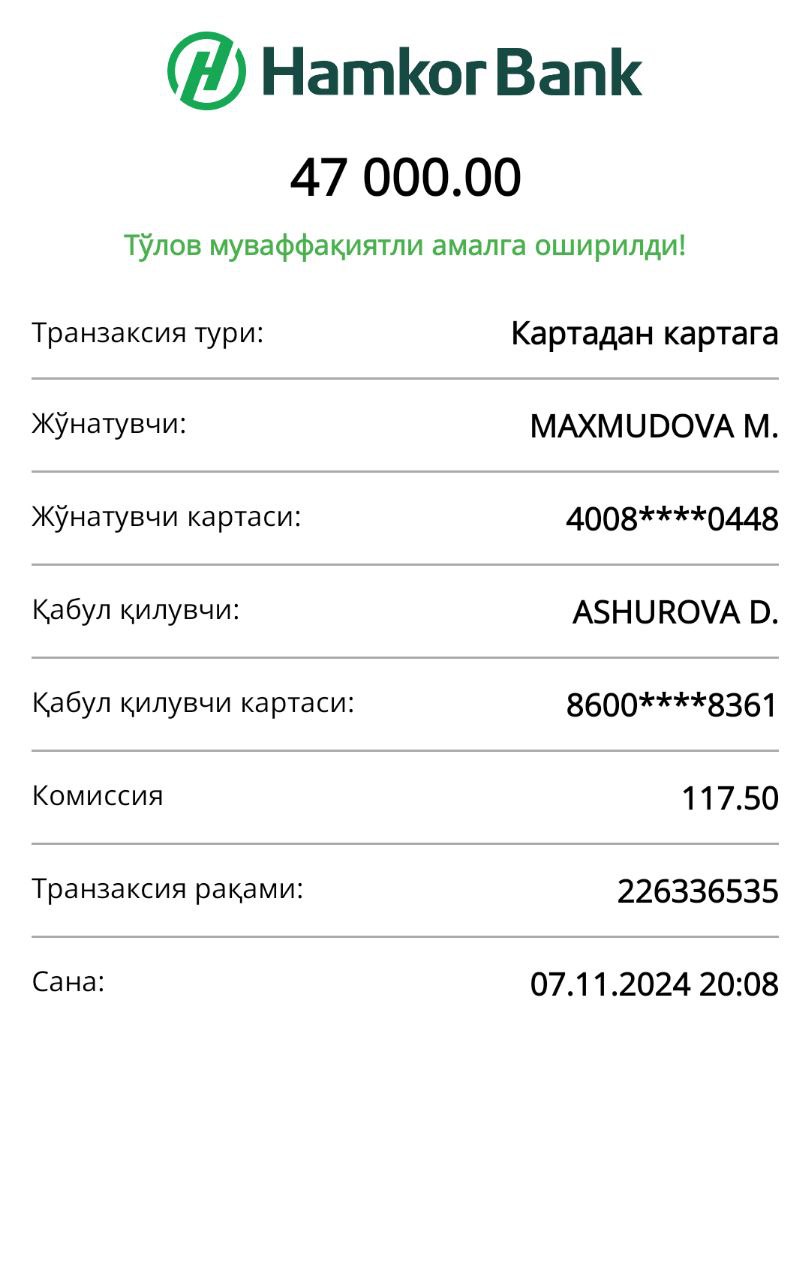 Hamkor Bank
47 000.00
Тўлов муваффақиятли амалга оширилди!
Транзаксия тури: Картадан картага
Жўнатувчи: MAXMUDOVA M.
Жўнатувчи картаси: 4008****0448
Қабул қилувчи: ASHUROVA D.
Қабул қилувчи картаси: 8600****8361
Комиссия 117.50
Транзаксия рақами: 226336535
Сана: 07.11.2024 20:08